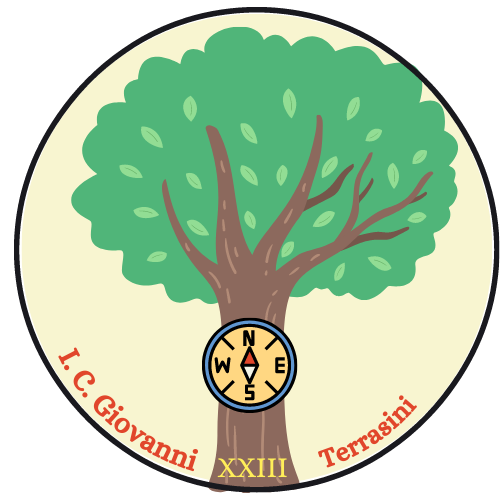 N
W E
S
I. C. Giovanni XXIII Terrasini